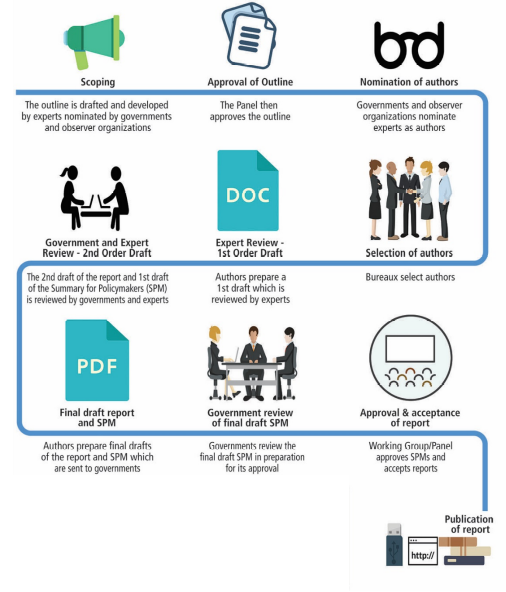 Scoping
The outline is drafted and developed
by experts nominated by governments
and observer organizations
Approval of Outline
The Panel then
approves the outline
Nomination of authors
Governments and observer
organizations nominate
experts as authors
Selection of authors
Bureaux select authors
DOC
Expert Review -
1st Order Draft
Authors prepare a
1st draft which is
reviewed by experts
Government and Expert
Review - 2nd Order Draft
The 2nd draft of the report and 1st draft
of the Summary for Policymakers (SPM)
is reviewed by governments and experts
PDF
Final draft report
and SPM
Authors prepare final drafts
of the report and SPM which
are sent to governments
Government review
of final draft SPM
Governments review the
final draft SPM in preparation
for its approval
Approval & acceptance
of report
Working Group/Panel
approves SPMs and
accepts reports
Publication
of report
http://